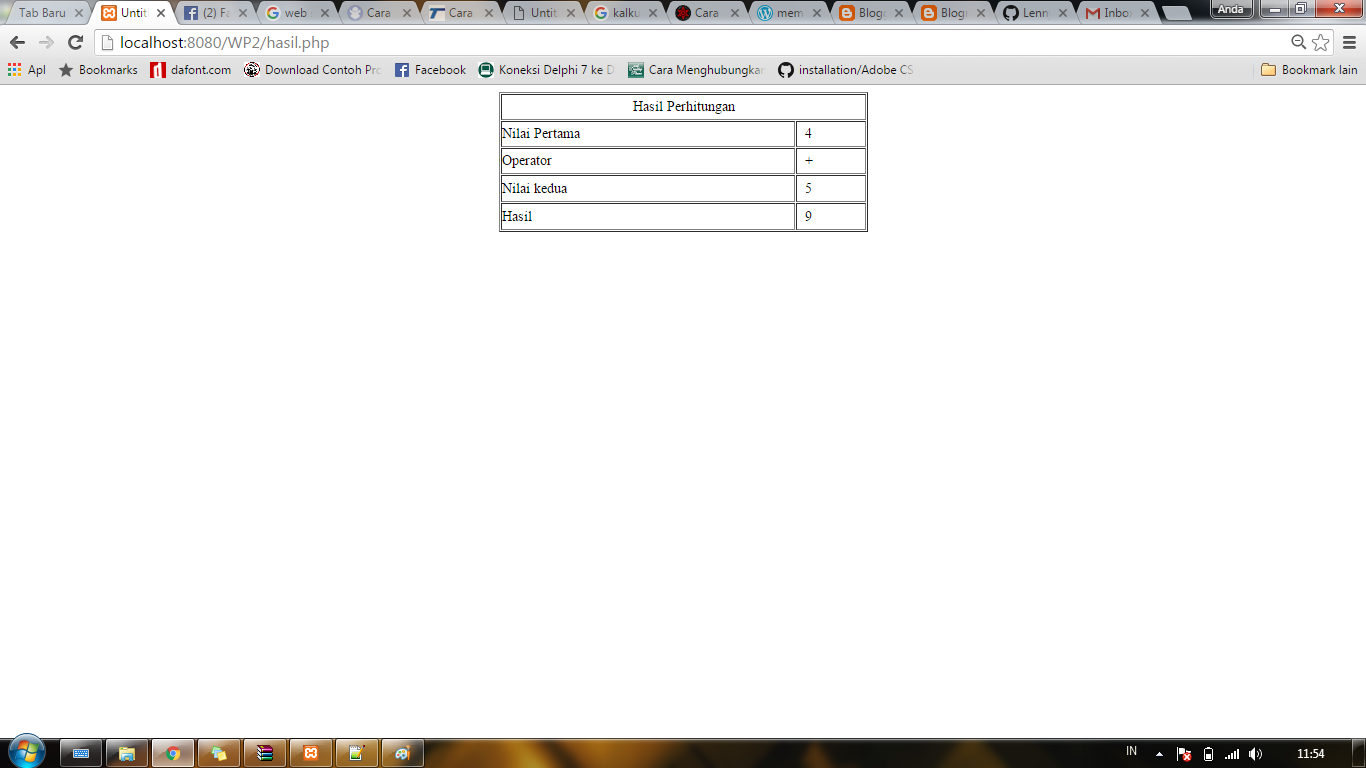 Tab Baru Untit (2) Fa web Cara Cara Untit kalku Cara mem Blog Blog Lenn Inbo Anda
localhost:8080/WP2/hasil.php
Apl Bookmarks dafont.com Download Contoh Pro Facebook Koneksi Delphi 7 ke D Cara Menghubungkan installation/Adobe CS Bookmark lain
Hasil Perhitungan
Nilai Pertama 4
Operator +
Nilai kedua 5
Hasil 9
IN 11:54